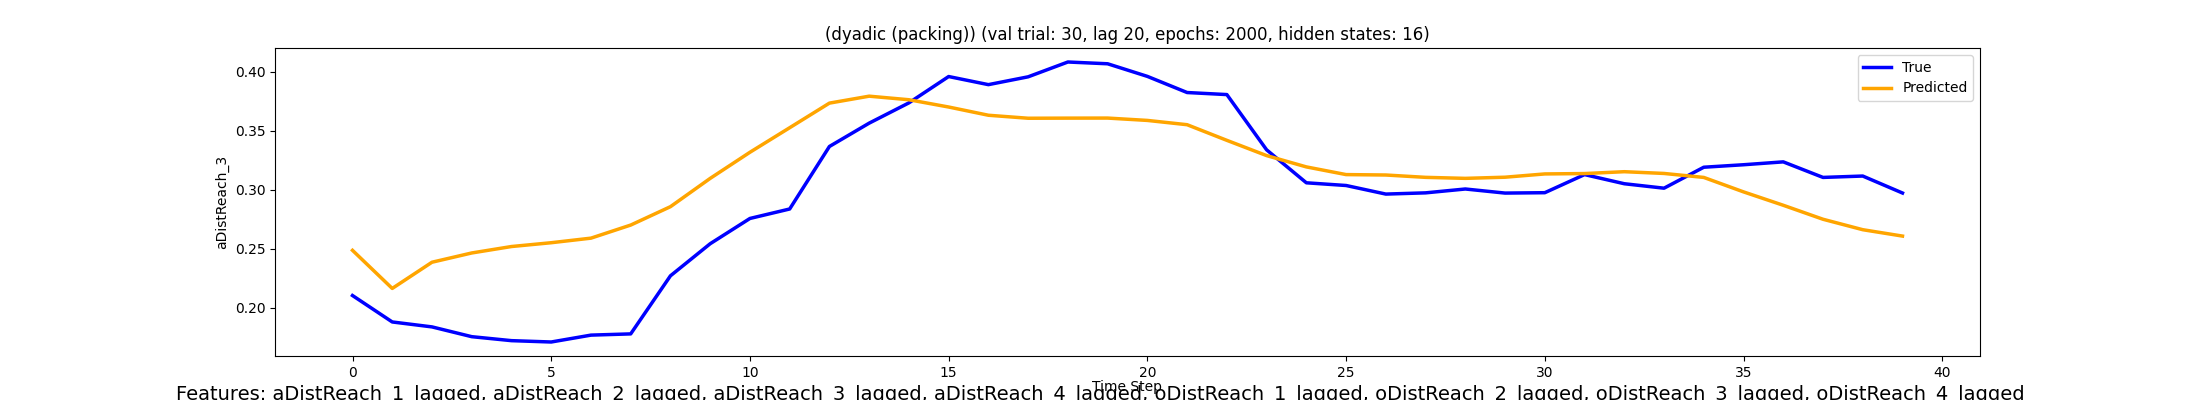 (dyadic (packing)) (val trial: 30, lag 20, epochs: 2000, hidden states: 16)
True
Predicted
aDistReach_3
0.40
0.35
0.30
0.25
0.20
0 5 10 15 20 25 30 35 40
Time Step
Features: aDistReach_1_lagged, aDistReach_2_lagged, aDistReach_3_lagged, aDistReach_4_lagged, oDistReach_1_lagged, oDistReach_2_lagged, oDistReach_3_lagged, oDistReach_4_lagged